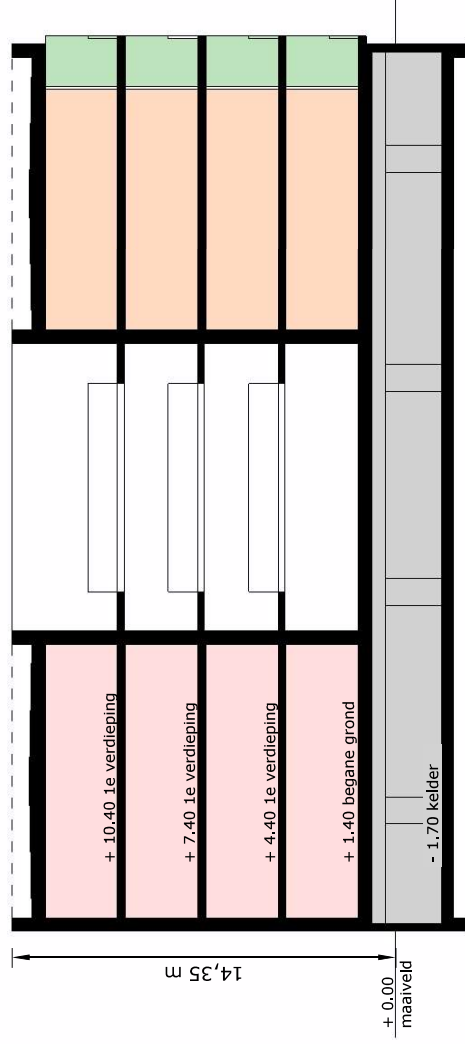 + 10.40 1e verdieping
+ 7.40 1e verdieping
+ 4.40 1e verdieping
+ 1.40 begane grond
- 1.70 kelder
14,35 m
+ 0.00
maaiveld